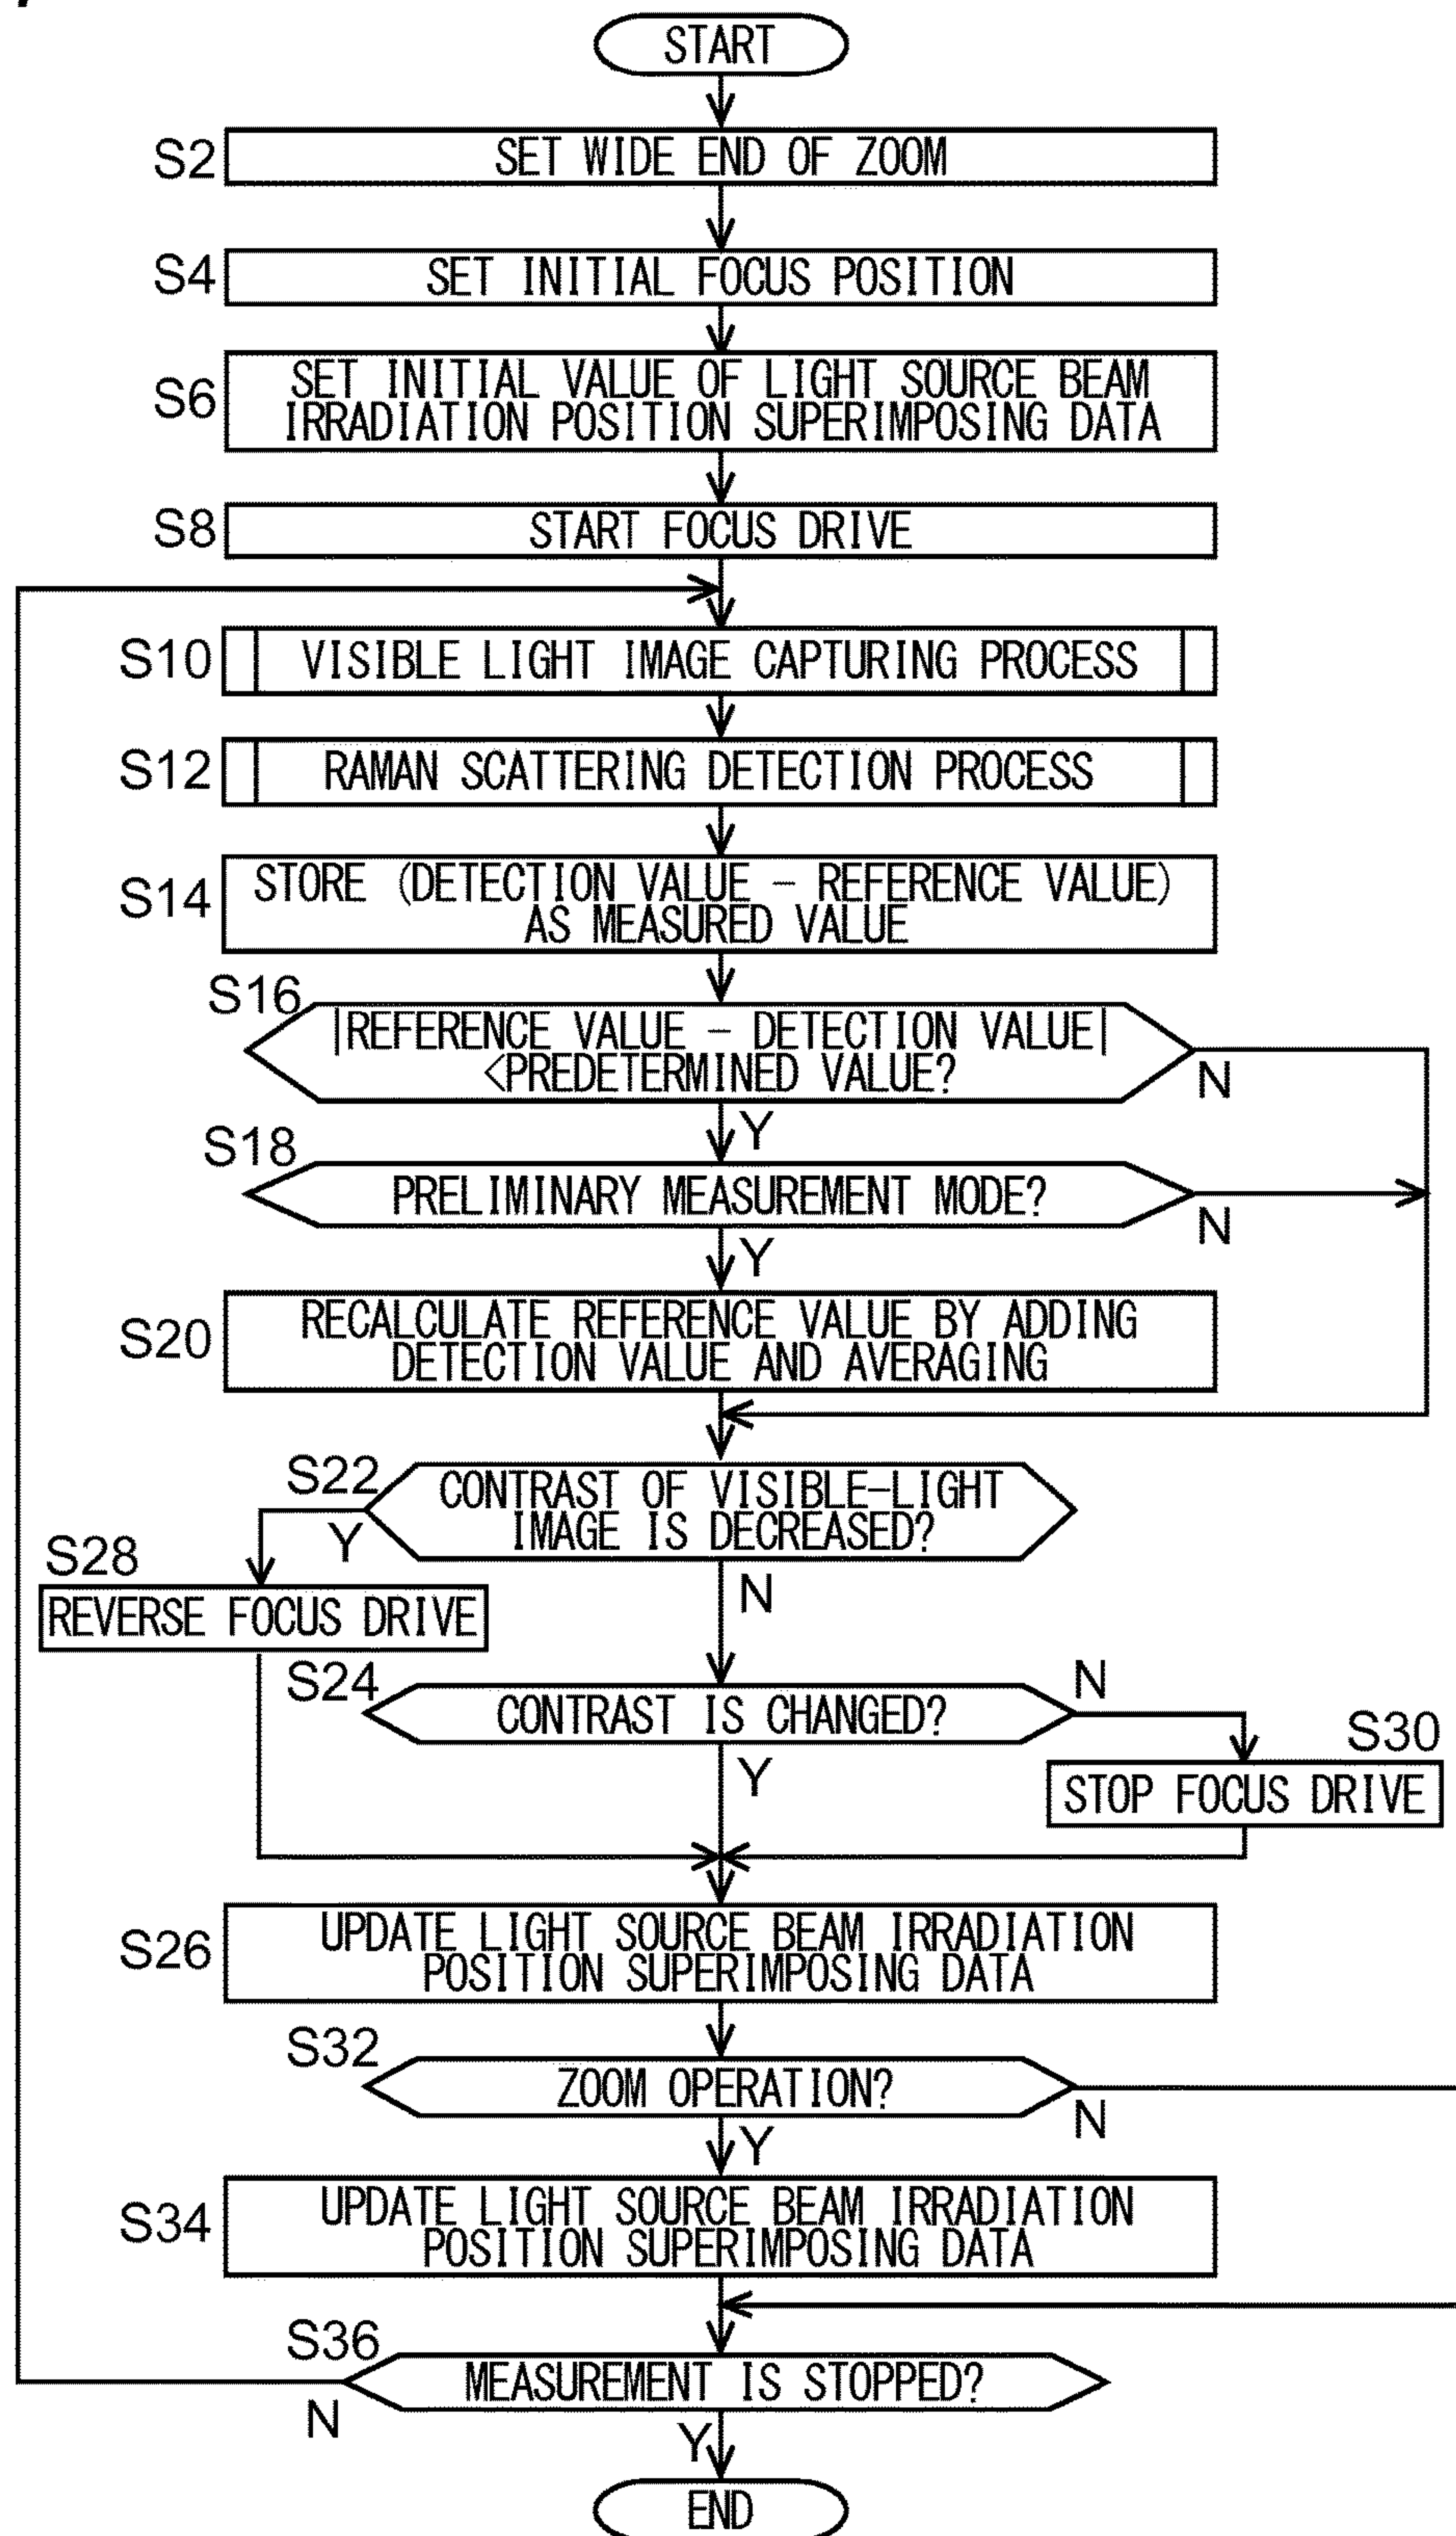 START
S2
SET WIDE END OF ZOOM
S4
SET INITIAL FOCUS POSITION
S6
SET INITIAL VALUE OF LIGHT SOURCE BEAM
IRRADIATION POSITION SUPERIMPOSING DATA
S8
START FOCUS DRIVE
S10
VISIBLE LIGHT IMAGE CAPTURING PROCESS
S12
RAMAN SCATTERING DETECTION PROCESS
S14
STORE (DETECTION VALUE – REFERENCE VALUE)
AS MEASURED VALUE
S16
|REFERENCE VALUE – DETECTION VALUE|
<PREDETERMINED VALUE?
N
Y
S18
PRELIMINARY MEASUREMENT MODE?
N
Y
S20
RECALCULATE REFERENCE VALUE BY ADDING
DETECTION VALUE AND AVERAGING
S22
CONTRAST OF VISIBLE–LIGHT
IMAGE IS DECREASED?
Y
N
S28
REVERSE FOCUS DRIVE
S24
CONTRAST IS CHANGED?
N
Y
S30
STOP FOCUS DRIVE
S26
UPDATE LIGHT SOURCE BEAM IRRADIATION
POSITION SUPERIMPOSING DATA
S32
ZOOM OPERATION?
N
Y
S34
UPDATE LIGHT SOURCE BEAM IRRADIATION
POSITION SUPERIMPOSING DATA
S36
MEASUREMENT IS STOPPED?
N
Y
END